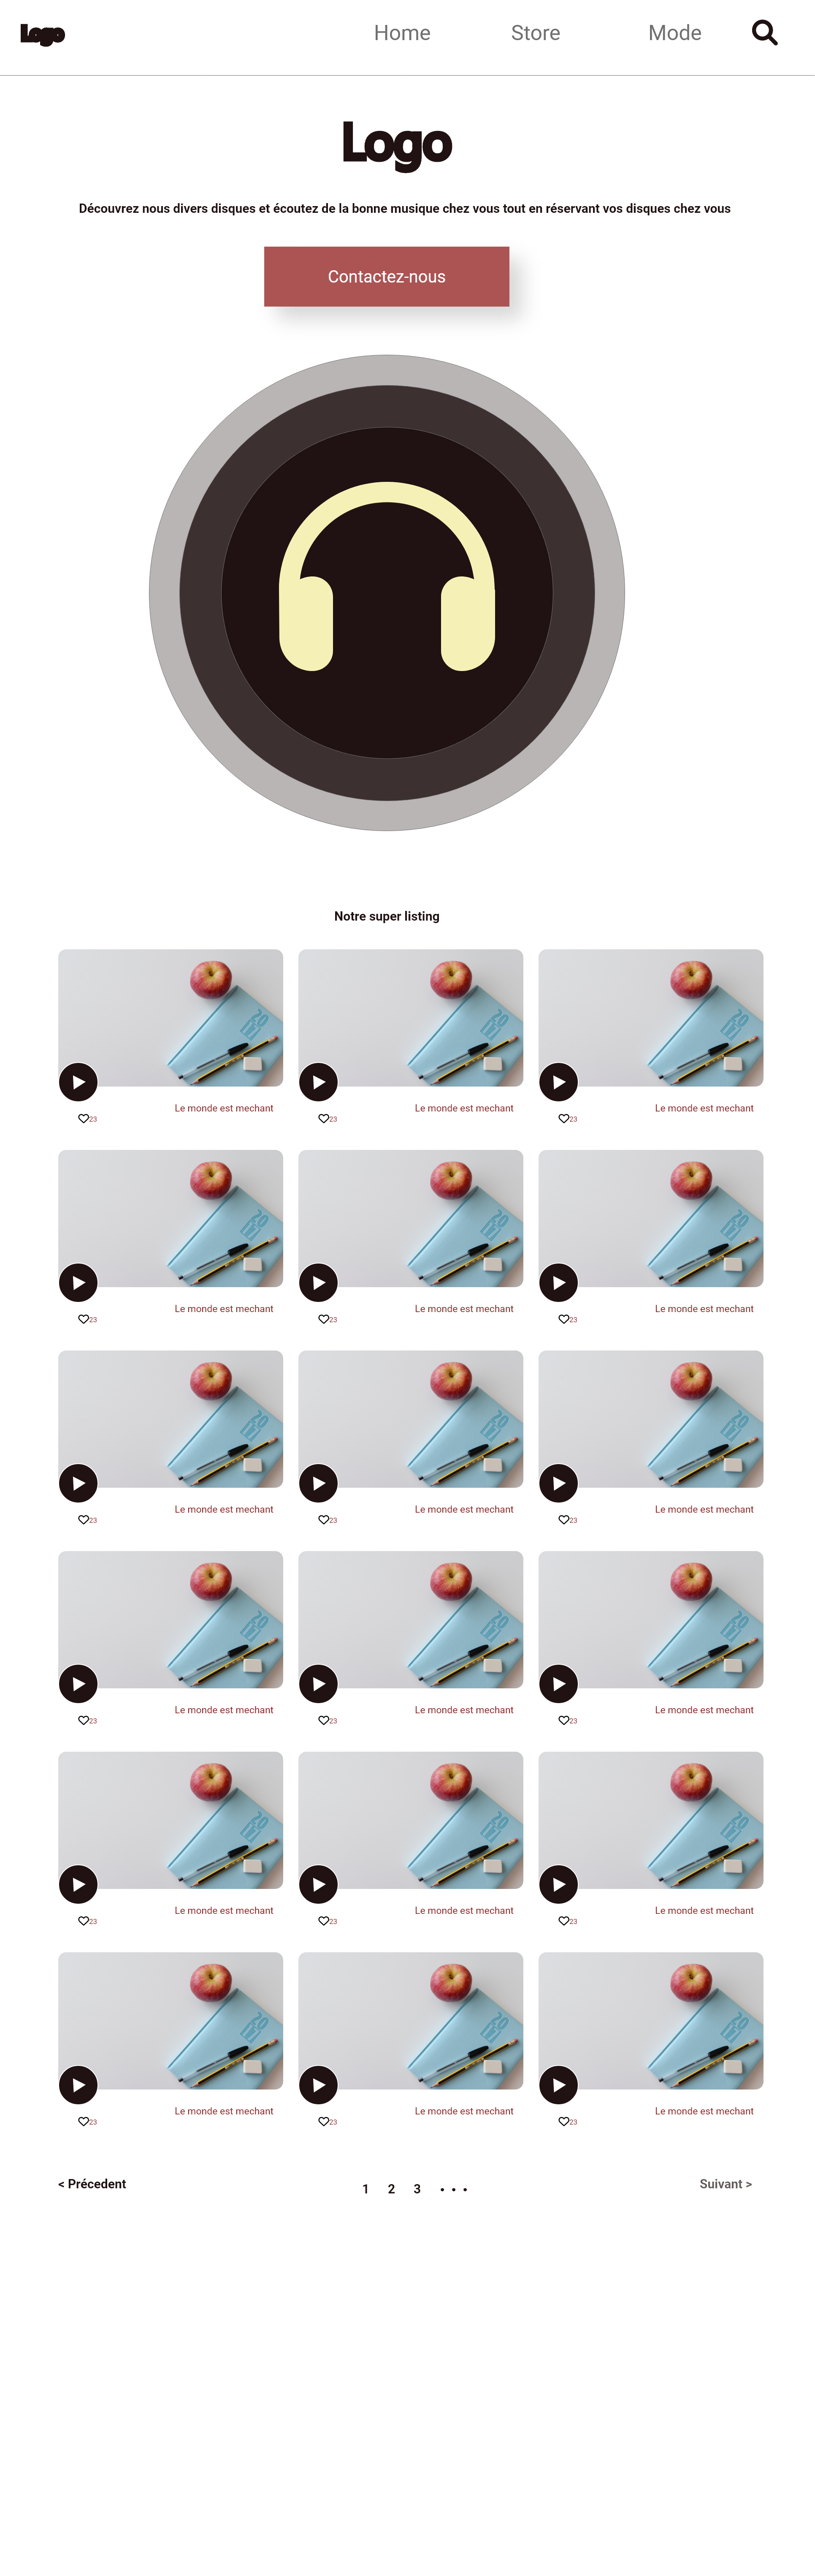 Logo Home Store Mode
Logo
Découvrez nous divers disques et écoutez de la bonne musique chez vous tout en réservant vos disques chez vous
Contactez-nous
Notre super listing
Le monde est mechant Le monde est mechant Le monde est mechant
23 23 23
Le monde est mechant Le monde est mechant Le monde est mechant
23 23 23
Le monde est mechant Le monde est mechant Le monde est mechant
23 23 23
Le monde est mechant Le monde est mechant Le monde est mechant
23 23 23
Le monde est mechant Le monde est mechant Le monde est mechant
23 23 23
Le monde est mechant Le monde est mechant Le monde est mechant
23 23 23
< Précedent 1 2 3 • • • Suivant >